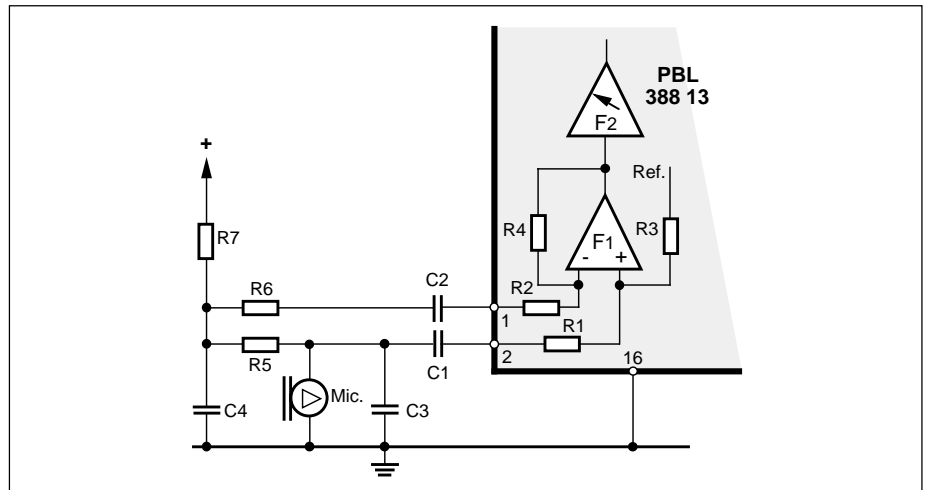 PBL
388 13
F2
+
Ref.
R7
R4
F1
R3
- +
C2
R6
R2
1
R1
2
R5
C1
16
Mic.
C4
C3